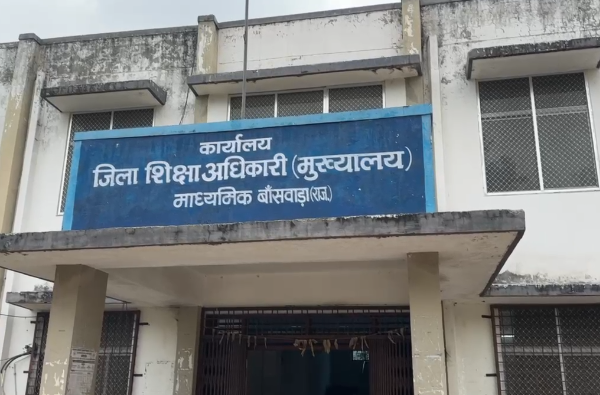 कार्यालय
जिला शिक्षा अधिकारी (मुख्यालय)
माध्यमिक बाँसवाड़ा (राज.)